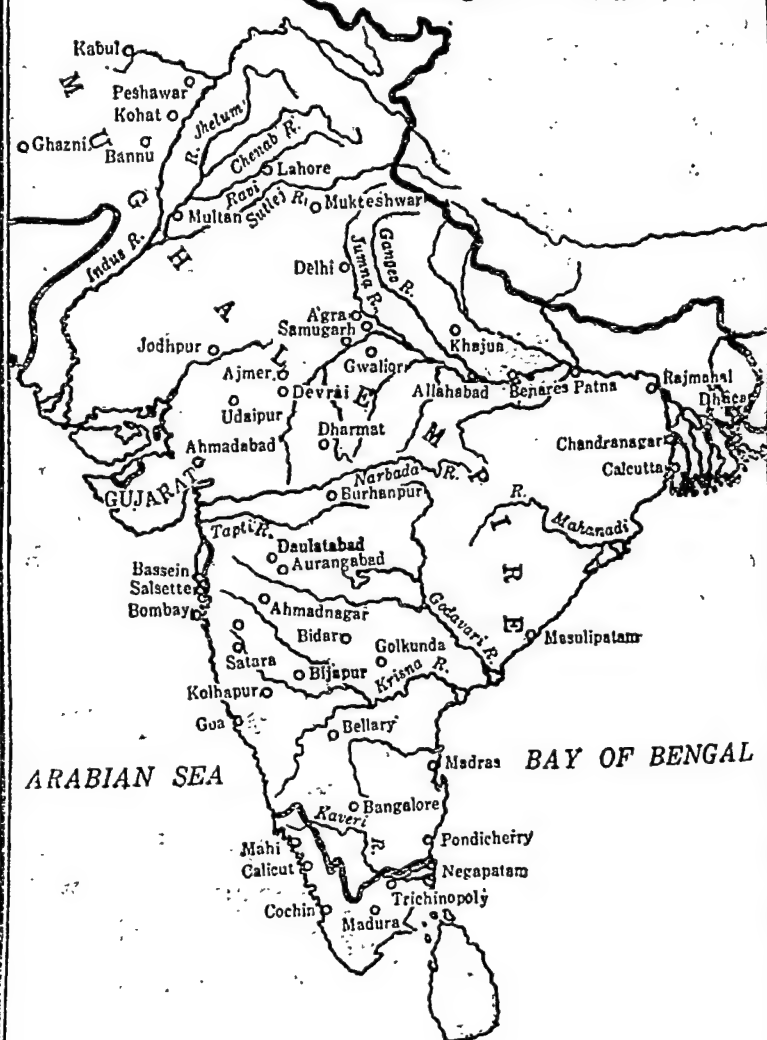 Kabul
Peshawar
Kohat
Ghazni
Bannu
MUGHAL EMPIRE
R. Jhelum
Chenab R.
Lahore
Ravi
Sutlej R.
Multan
Mukteshwar
Indus R.
Delhi
Jumna R.
Ganges R.
Agra
Samugarh
Khajua
Jodhpur
Gwalior
Ajmer
Devrai
Allahabad
Benares
Patna
Rajmahal
Dhaca
Udaipur
Dharmat
Chandranagar
Ahmadabad
Calcutta
GUJARAT
Narbada R.
Burhanpur
R. Mahanadi
Tapti R.
Daulatabad
Aurangabad
Bassein
Salsette
Bombay
Ahmadnagar
Godavari R.
Bidar
Masulipatam
Golkunda
Satara
Bijapur
Krisna R.
Kolhapur
Goa
Bellary
ARABIAN SEA
Madras
BAY OF BENGAL
Bangalore
Kaveri R.
Pondicherry
Mahi
Calicut
Negapatam
Trichinopoly
Cochin
Madura